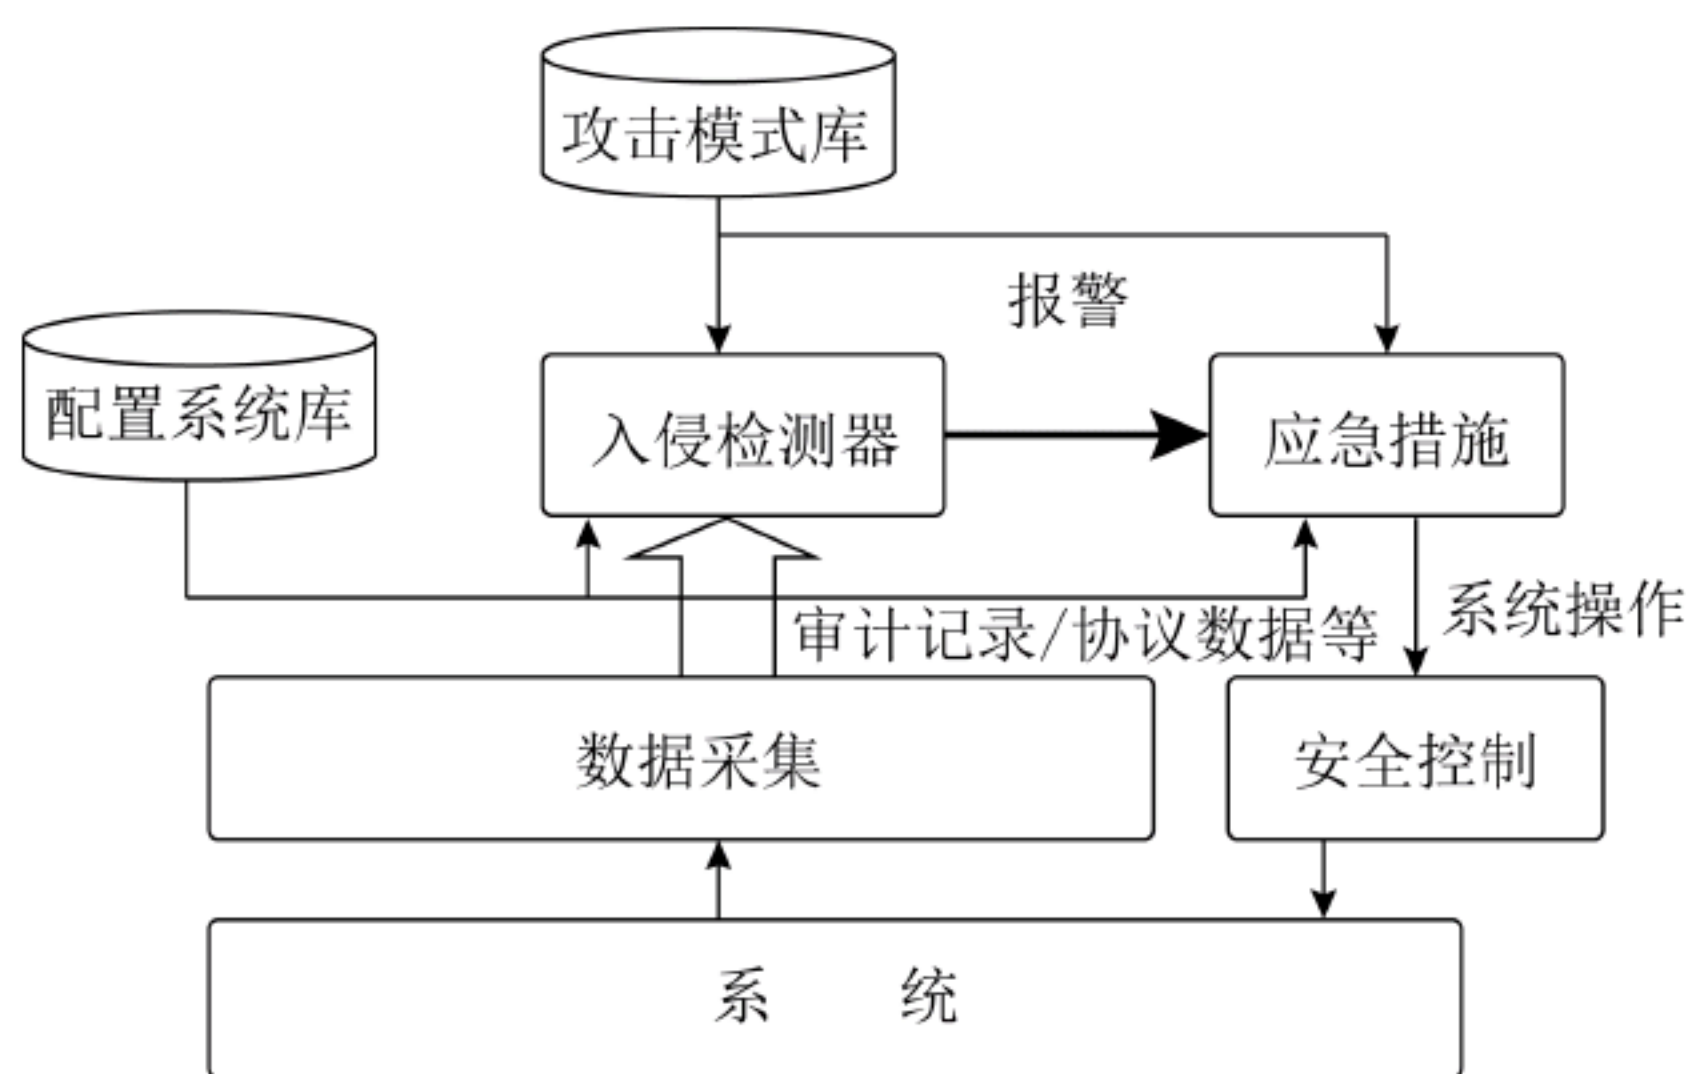 攻击模式库
报警
配置系统库
入侵检测器
应急措施
系统操作
审计记录/协议数据等
数据采集
安全控制
系 统